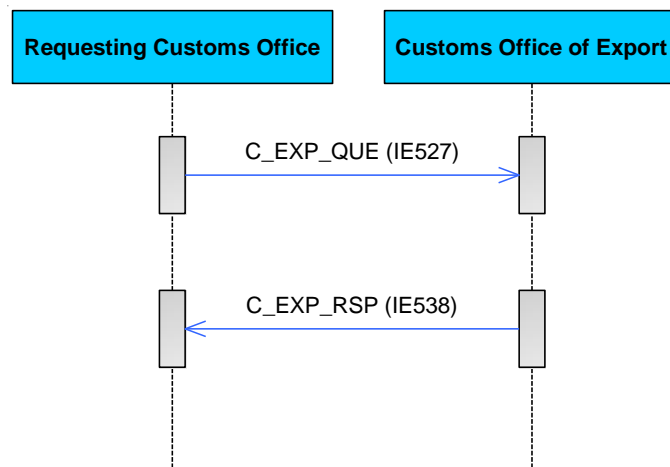 Requesting Customs Office
Customs Office of Export
C_EXP_QUE (IE527)
C_EXP_RSP (IE538)